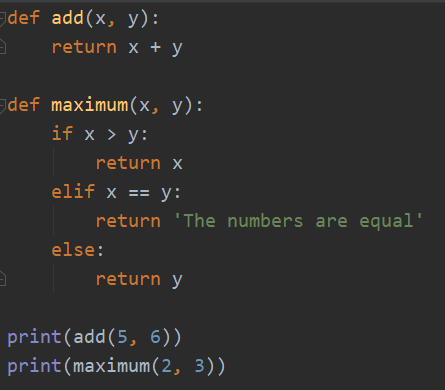 def add(x, y):
    return x + y
def maximum(x, y):
    if x > y:
        return x
    elif x == y:
        return 'The numbers are equal'
    else:
        return y
print(add(5, 6))
print(maximum(2, 3))